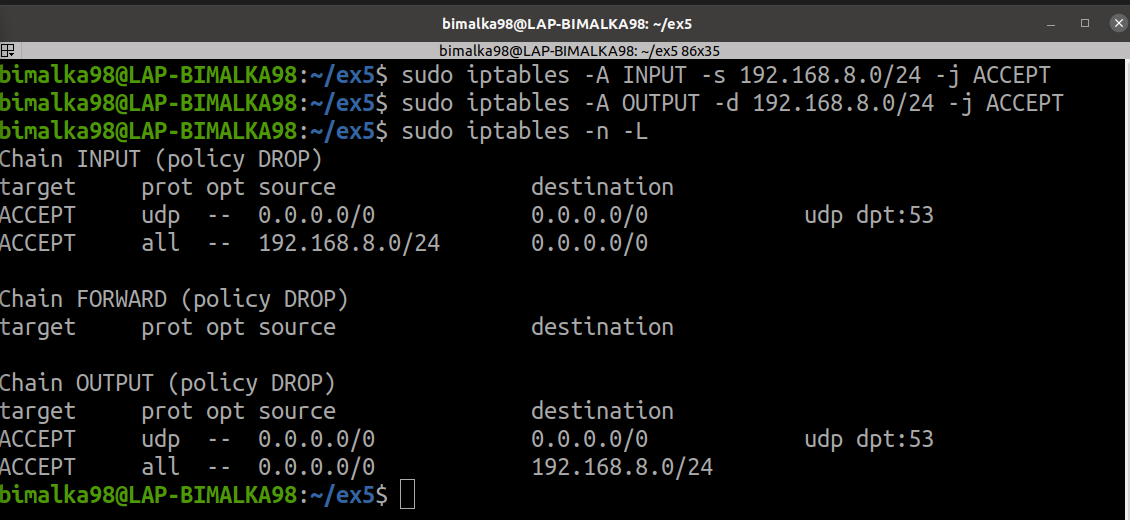 bimalka98@LAP-BIMALKA98: ~/ex5
bimalka98@LAP-BIMALKA98: ~/ex5 86x35
bimalka98@LAP-BIMALKA98:~/ex5$ sudo iptables -A INPUT -s 192.168.8.0/24 -j ACCEPT
bimalka98@LAP-BIMALKA98:~/ex5$ sudo iptables -A OUTPUT -d 192.168.8.0/24 -j ACCEPT
bimalka98@LAP-BIMALKA98:~/ex5$ sudo iptables -n -L
Chain INPUT (policy DROP)
target     prot opt source               destination
ACCEPT     udp  --  0.0.0.0/0            0.0.0.0/0            udp dpt:53
ACCEPT     all  --  192.168.8.0/24       0.0.0.0/0
Chain FORWARD (policy DROP)
target     prot opt source               destination
Chain OUTPUT (policy DROP)
target     prot opt source               destination
ACCEPT     udp  --  0.0.0.0/0            0.0.0.0/0            udp dpt:53
ACCEPT     all  --  0.0.0.0/0            192.168.8.0/24
bimalka98@LAP-BIMALKA98:~/ex5$